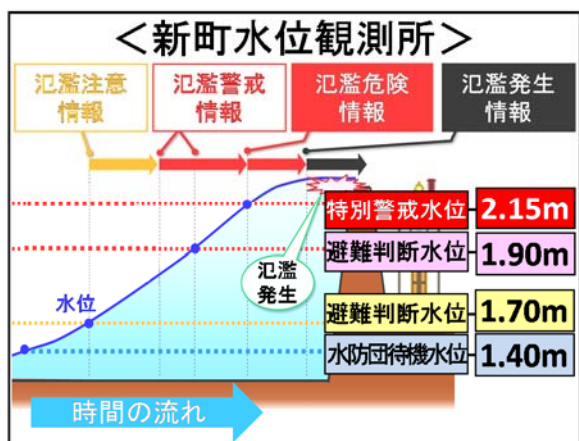 ＜新町水位観測所＞
氾濫注意
情報
氾濫警戒
情報
氾濫危険
情報
氾濫発生
情報
特別警戒水位
2.15m
避難判断水位
1.90m
氾濫
発生
水位
避難判断水位
1.70m
水防団待機水位
1.40m
時間の流れ